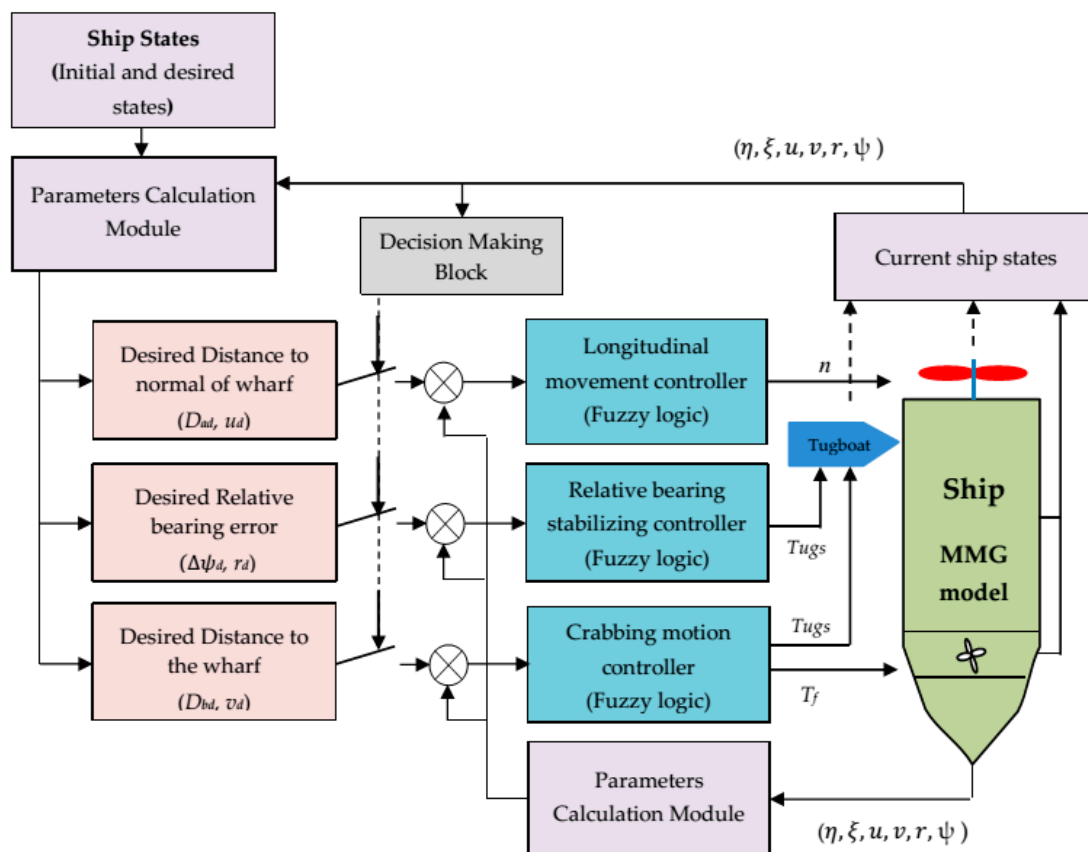 Ship States
(Initial and desired
states)
(η, ξ, u, v, r, ψ )
Parameters Calculation
Module
Decision Making
Block
Current ship states
Desired Distance to
normal of wharf
(Dad, ud)
Longitudinal
movement controller
(Fuzzy logic)
n
Tugboat
Desired Relative
bearing error
(Δψd, rd)
Relative bearing
stabilizing controller
(Fuzzy logic)
Tugs
Ship
MMG
model
Desired Distance to
the wharf
(Dbd, vd)
Crabbing motion
controller
(Fuzzy logic)
Tugs
Tf
Parameters
Calculation Module
(η, ξ, u, v, r, ψ )